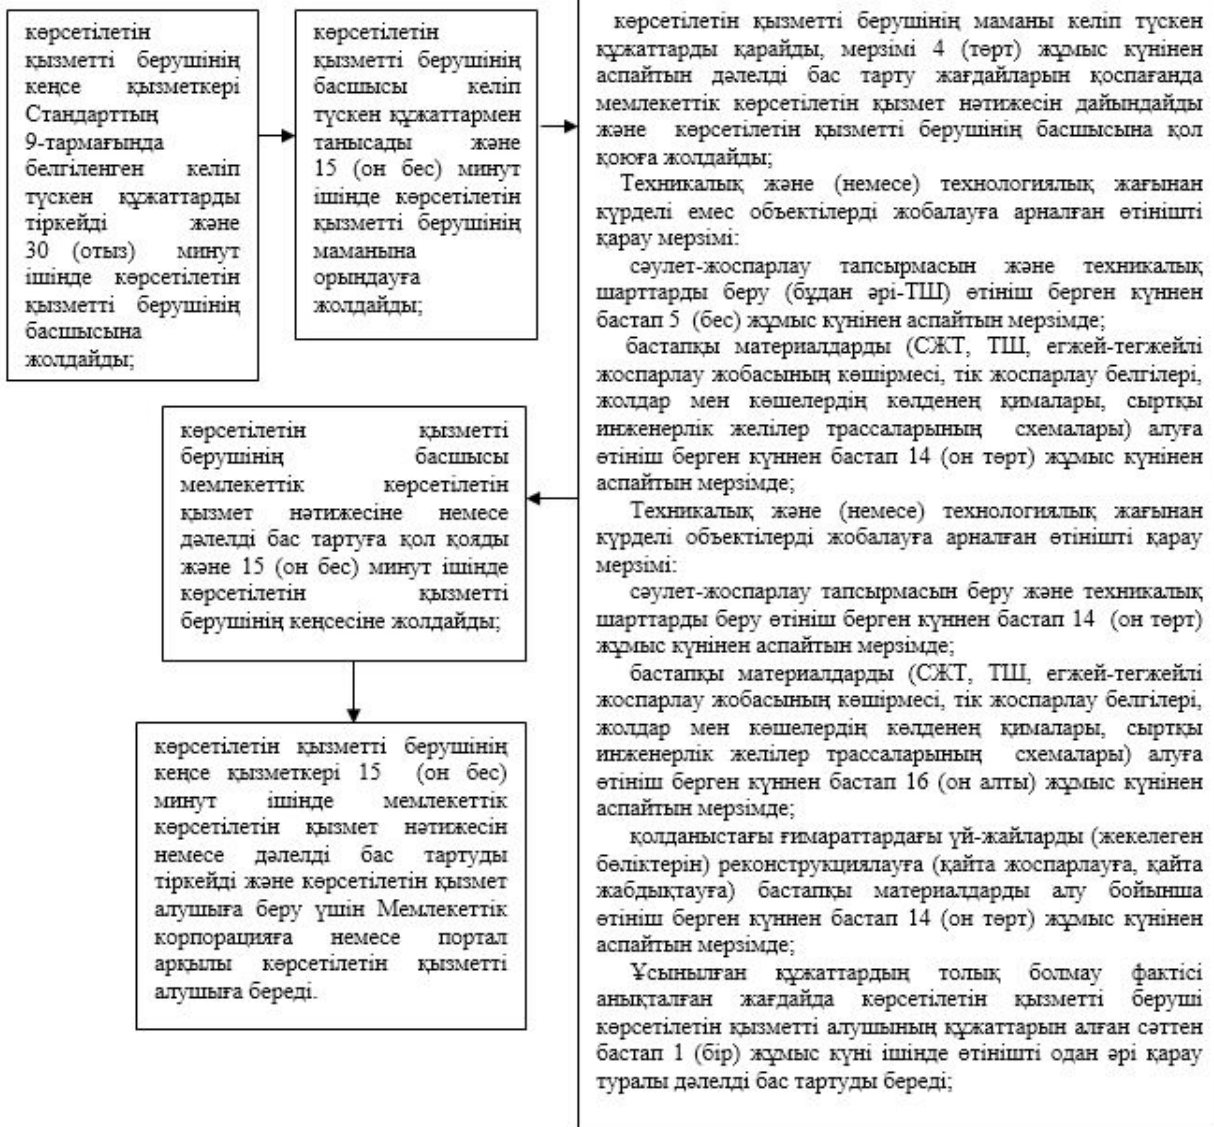 көрсетілетін
қызметті берушінің
кеңсе қызметкері
Стандарттың
9-тармағында
белгіленген келіп
түскен құжаттарды
тіркейді және
30 (отыз) минут
ішінде көрсетілетін
қызметті берушінің
басшысына
жолдайды;
көрсетілетін
қызметті берушінің
басшысы келіп
түскен құжаттармен
танысады және
15 (он бес) минут
ішінде көрсетілетін
қызметті берушінің
маманына
орындауға
жолдайды;
көрсетілетін қызметті берушінің маманы келіп түскен
құжаттарды қарайды, мерзімі 4 (төрт) жұмыс күнінен
аспайтын дәлелді бас тарту жағдайларын қоспағанда
мемлекеттік көрсетілетін қызмет нәтижесін дайындайды
және көрсетілетін қызметті берушінің басшысына қол
қоюға жолдайды;
Техникалық және (немесе) технологиялық жағынан
күрделі емес объектілерді жобалауға арналған өтінішті
қарау мерзімі:
сәулет-жоспарлау тапсырмасын және техникалық
шарттарды беру (бұдан әрі-ТШ) өтініш берген күннен
бастап 5 (бес) жұмыс күнінен аспайтын мерзімде;
бастапқы материалдарды (СЖТ, ТШ, егжей-тегжейлі
жоспарлау жобасының көшірмесі, тік жоспарлау белгілері,
жолдар мен көшелердің көлденең қималары, сыртқы
инженерлік желілер трассаларының схемалары) алуға
өтініш берген күннен бастап 14 (он төрт) жұмыс күнінен
аспайтын мерзімде;
Техникалық және (немесе) технологиялық жағынан
күрделі объектілерді жобалауға арналған өтінішті қарау
мерзімі:
сәулет-жоспарлау тапсырмасын беру және техникалық
шарттарды беру өтініш берген күннен бастап 14 (он төрт)
жұмыс күнінен аспайтын мерзімде;
бастапқы материалдарды (СЖТ, ТШ, егжей-тегжейлі
жоспарлау жобасының көшірмесі, тік жоспарлау белгілері,
жолдар мен көшелердің көлденең қималары, сыртқы
инженерлік желілер трассаларының схемалары) алуға
өтініш берген күннен бастап 16 (он алты) жұмыс күнінен
аспайтын мерзімде;
қолданыстағы ғимараттардағы үй-жайларды (жекелеген
бөліктерін) реконструкциялауға (қайта жоспарлауға, қайта
жабдықтауға) бастапқы материалдарды алу бойынша
өтініш берген күннен бастап 14 (он төрт) жұмыс күнінен
аспайтын мерзімде;
Ұсынылған құжаттардың толық болмау фактісі
анықталған жағдайда көрсетілетін қызметті беруші
көрсетілетін қызметті алушының құжаттарын алған сәттен
бастап 1 (бір) жұмыс күні ішінде өтінішті одан әрі қарау
туралы дәлелді бас тартуды береді;
көрсетілетін қызметті
берушінің басшысы
мемлекеттік көрсетілетін
қызмет нәтижесіне немесе
дәлелді бас тартуға қол қояды
және 15 (он бес) минут ішінде
көрсетілетін қызметті
берушінің кеңсесіне жолдайды;
көрсетілетін қызметті берушінің
кеңсе қызметкері 15 (он бес)
минут ішінде мемлекеттік
көрсетілетін қызмет нәтижесін
немесе дәлелді бас тартуды
тіркейді және көрсетілетін қызмет
алушыға беру үшін Мемлекеттік
корпорацияға немесе портал
арқылы көрсетілетін қызметті
алушыға береді.